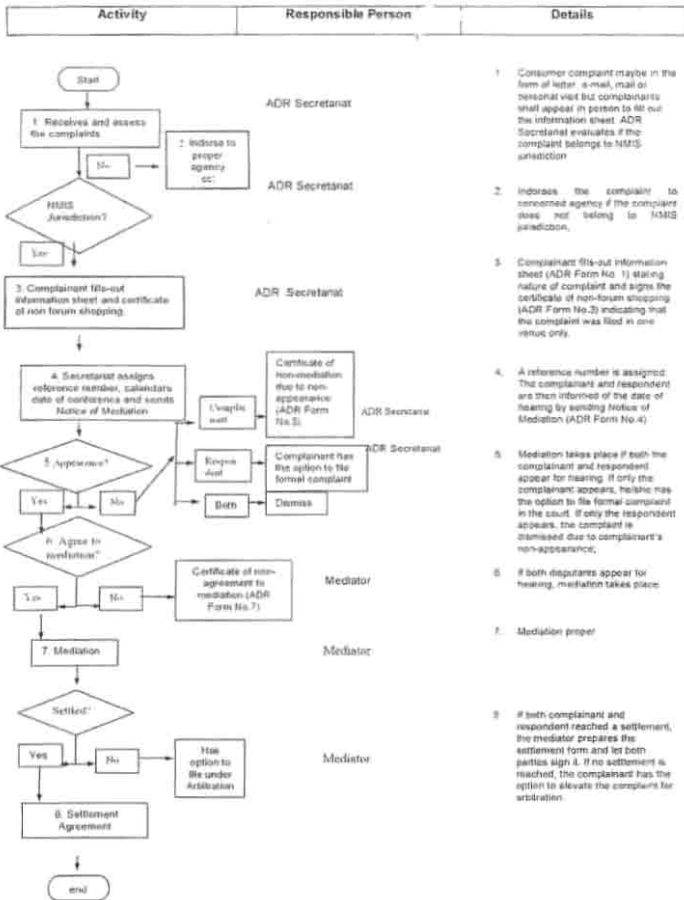 Activity
Responsible Person
Details
Start
1. Receives and assess
the complaints
No
2. Indorse to
proper
agency
cc:
NMIS
Jurisdiction?
Yes
3. Complainant fills-out
information sheet and certificate
of non forum shopping
4. Secretariat assigns
reference number, calendars
date of conference and sends
Notice of Mediation
Complai
nant
Certificate of
non-mediation
due to non-
appearance
(ADR Form
No.5)
5 Appearance?
Respon
dent
Complainant has
the option to file
formal complaint
Yes
No
Both
Dismiss
6. Agree to
mediation?
Yes
No
Certificate of non-
agreement to
mediation (ADR
Form No.7)
7. Mediation
Settled?
Yes
No
Has
option to
file under
Arbitration
8. Settlement
Agreement
end
ADR Secretariat
ADR Secretariat
ADR Secretariat
ADR Secretariat
ADR Secretariat
Mediator
Mediator
Mediator
1. Consumer complaint maybe in the
form of letter, e-mail, mail or
personal visit but complainants
shall appear in person to fill out
the information sheet. ADR
Secretariat evaluates if the
complaint belongs to NMIS
jurisdiction
2. Indorses the complaint to
concerned agency if the complaint
does not belong to NMIS
jurisdiction,
3. Complainant fills-out information
sheet (ADR Form No. 1) stating
nature of complaint and signs the
certificate of non-forum shopping
(ADR Form No.3) indicating that
the complaint was filed in one
venue only.
4. A reference number is assigned.
The complainant and respondent
are then informed of the date of
hearing by sending Notice of
Mediation (ADR Form No.4)
5. Mediation takes place if both the
complainant and respondent
appear for hearing. If only the
complainant appears, he/she has
the option to file formal complaint
in the court. If only the respondent
appears, the complaint is
dismissed due to complainant's
non-appearance;
6. If both disputants appear for
hearing, mediation takes place.
7. Mediation proper
8. If both complainant and
respondent reached a settlement,
the mediator prepares the
settlement form and let both
parties sign it. If no settlement is
reached, the complainant has the
option to elevate the complaint for
arbitration.